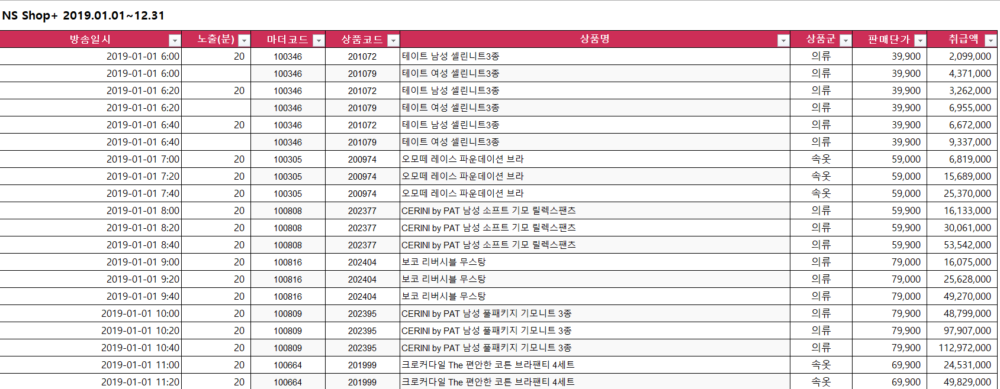 NS Shop+ 2019.01.01~12.31
방송일시 노출(분) 마더코드 상품코드 상품명 상품군 판매단가 취급액
2019-01-01 6:00 20 100346 201072 테이트 남성 셀린니트3종 의류 39,900 2,099,000
2019-01-01 6:00 100346 201079 테이트 여성 셀린니트3종 의류 39,900 4,371,000
2019-01-01 6:20 20 100346 201072 테이트 남성 셀린니트3종 의류 39,900 3,262,000
2019-01-01 6:20 100346 201079 테이트 여성 셀린니트3종 의류 39,900 6,955,000
2019-01-01 6:40 20 100346 201072 테이트 남성 셀린니트3종 의류 39,900 6,672,000
2019-01-01 6:40 100346 201079 테이트 여성 셀린니트3종 의류 39,900 9,337,000
2019-01-01 7:00 20 100305 200974 오모떼 레이스 파운데이션 브라 속옷 59,000 6,819,000
2019-01-01 7:20 20 100305 200974 오모떼 레이스 파운데이션 브라 속옷 59,000 15,689,000
2019-01-01 7:40 20 100305 200974 오모떼 레이스 파운데이션 브라 속옷 59,000 25,370,000
2019-01-01 8:00 20 100808 202377 CERINI by PAT 남성 소프트 기모 릴렉스팬츠 의류 59,900 16,133,000
2019-01-01 8:20 20 100808 202377 CERINI by PAT 남성 소프트 기모 릴렉스팬츠 의류 59,900 30,061,000
2019-01-01 8:40 20 100808 202377 CERINI by PAT 남성 소프트 기모 릴렉스팬츠 의류 59,900 53,542,000
2019-01-01 9:00 20 100816 202404 보코 리버시블 무스탕 의류 79,000 16,075,000
2019-01-01 9:20 20 100816 202404 보코 리버시블 무스탕 의류 79,000 25,628,000
2019-01-01 9:40 20 100816 202404 보코 리버시블 무스탕 의류 79,000 49,270,000
2019-01-01 10:00 20 100809 202395 CERINI by PAT 남성 풀패키지 기모니트 3종 의류 79,900 48,799,000
2019-01-01 10:20 20 100809 202395 CERINI by PAT 남성 풀패키지 기모니트 3종 의류 79,900 97,907,000
2019-01-01 10:40 20 100809 202395 CERINI by PAT 남성 풀패키지 기모니트 3종 의류 79,900 112,972,000
2019-01-01 11:00 20 100664 201999 크로커다일 The 편안한 코튼 브라팬티 4세트 속옷 69,900 24,531,000
2019-01-01 11:20 20 100664 201999 크로커다일 The 편안한 코튼 브라팬티 4세트 속옷 69,900 49,829,000